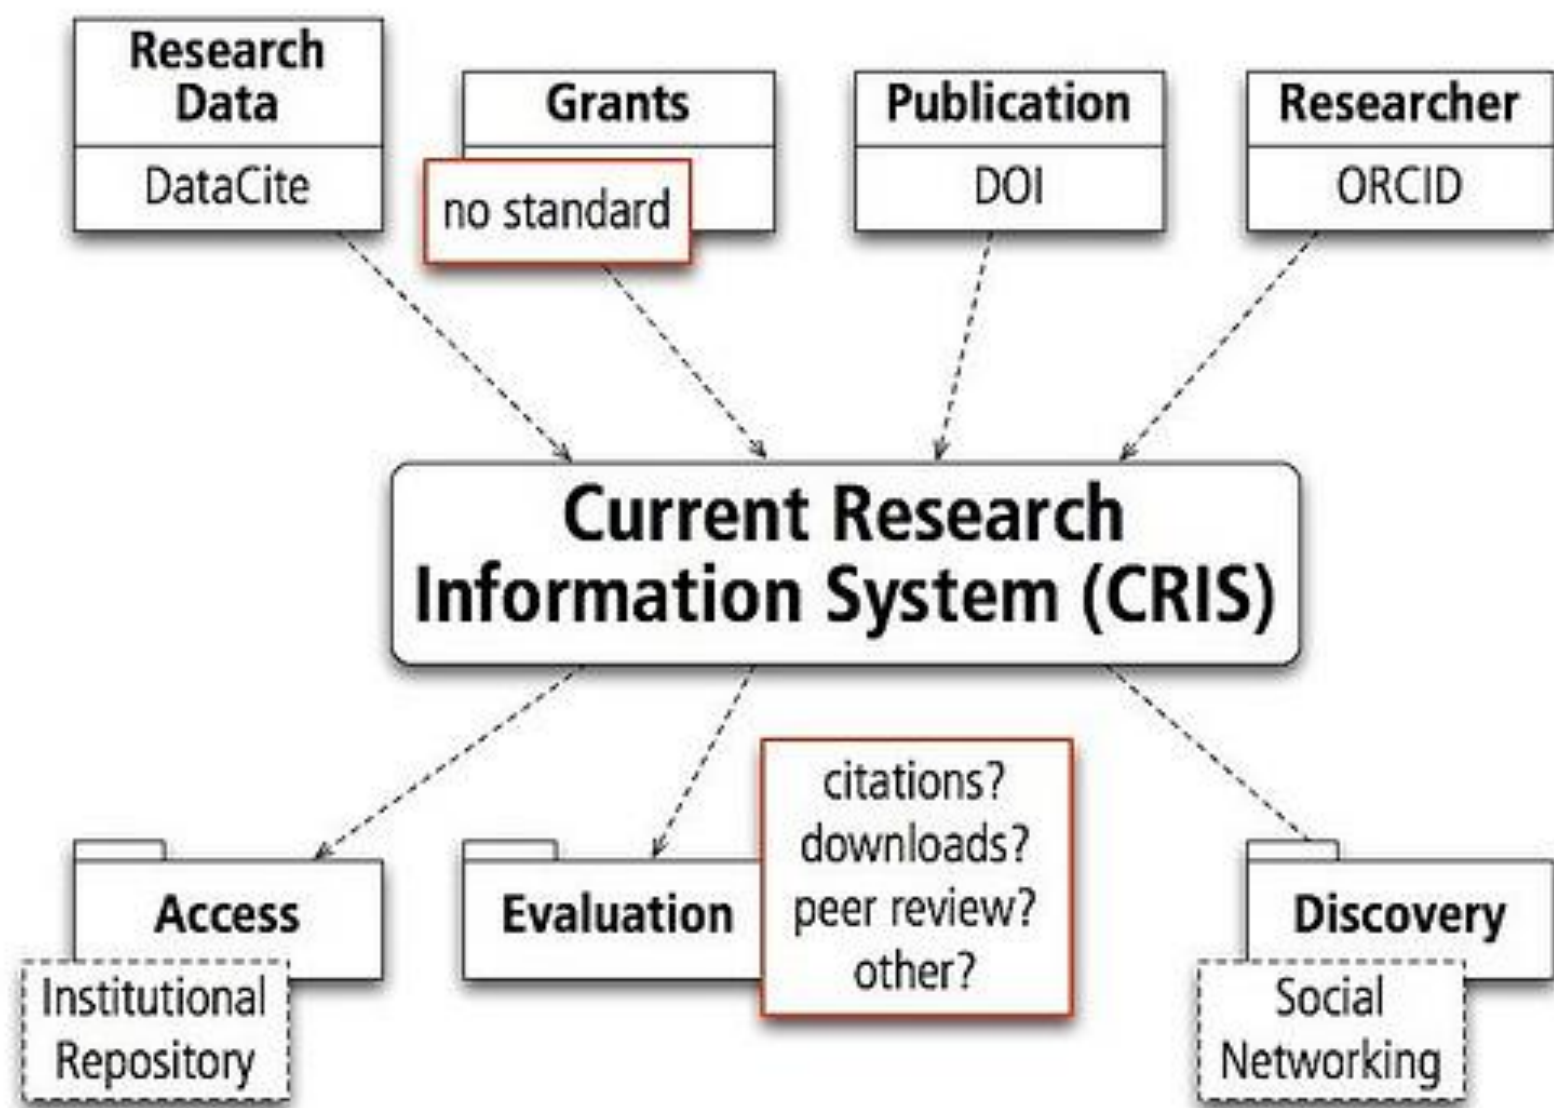 Research
Data
DataCite
Grants
no standard
Publication
DOI
Researcher
ORCID
Current Research
Information System (CRIS)
Access
Institutional
Repository
Evaluation
citations?
downloads?
peer review?
other?
Discovery
Social
Networking